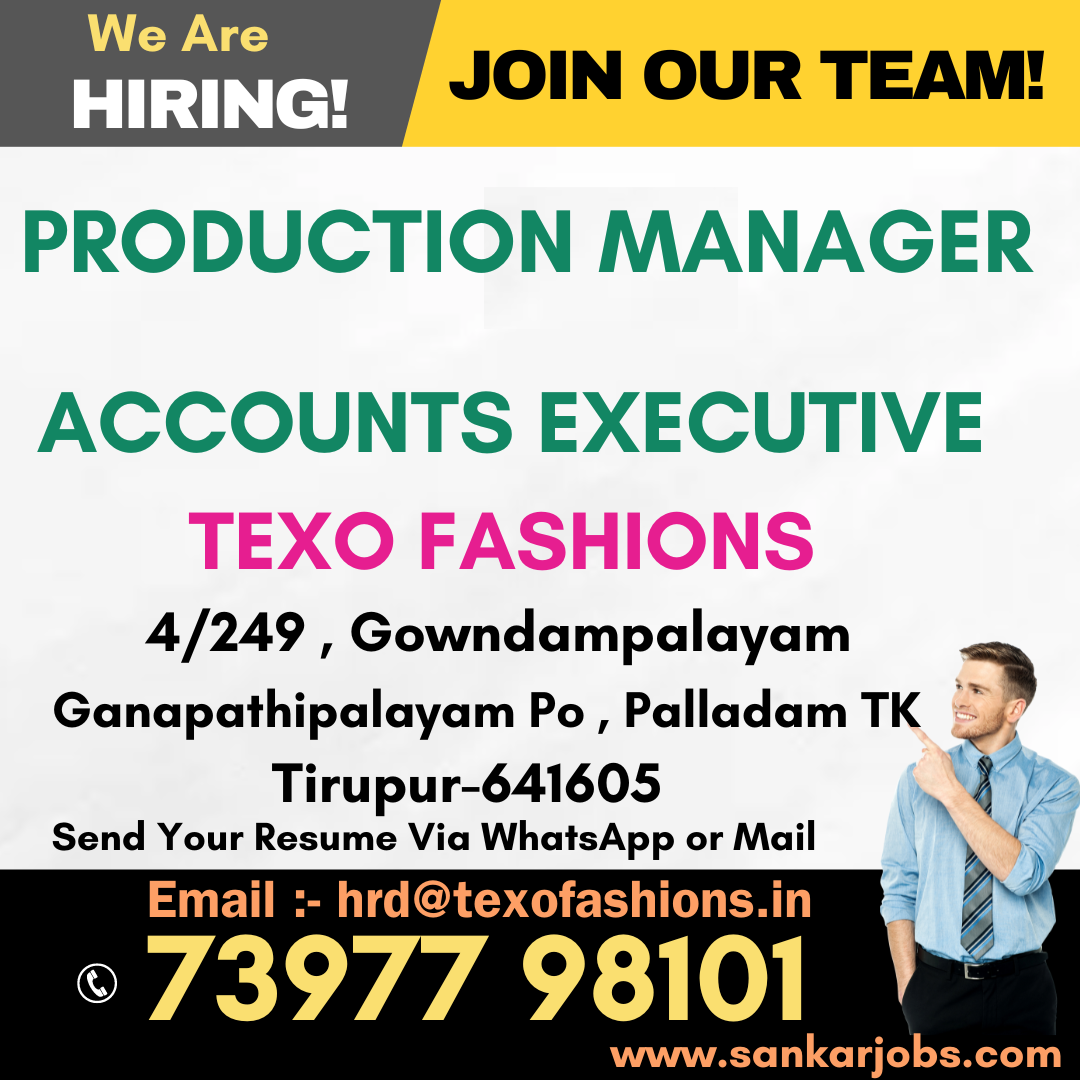 We Are
HIRING!
JOIN OUR TEAM!
PRODUCTION MANAGER
ACCOUNTS EXECUTIVE
TEXO FASHIONS
4/249 , Gowndampalayam
Ganapathipalayam Po , Palladam TK
Tirupur-641605
Send Your Resume Via WhatsApp or Mail
Email :- hrd@texofashions.in
73977 98101
www.sankarjobs.com